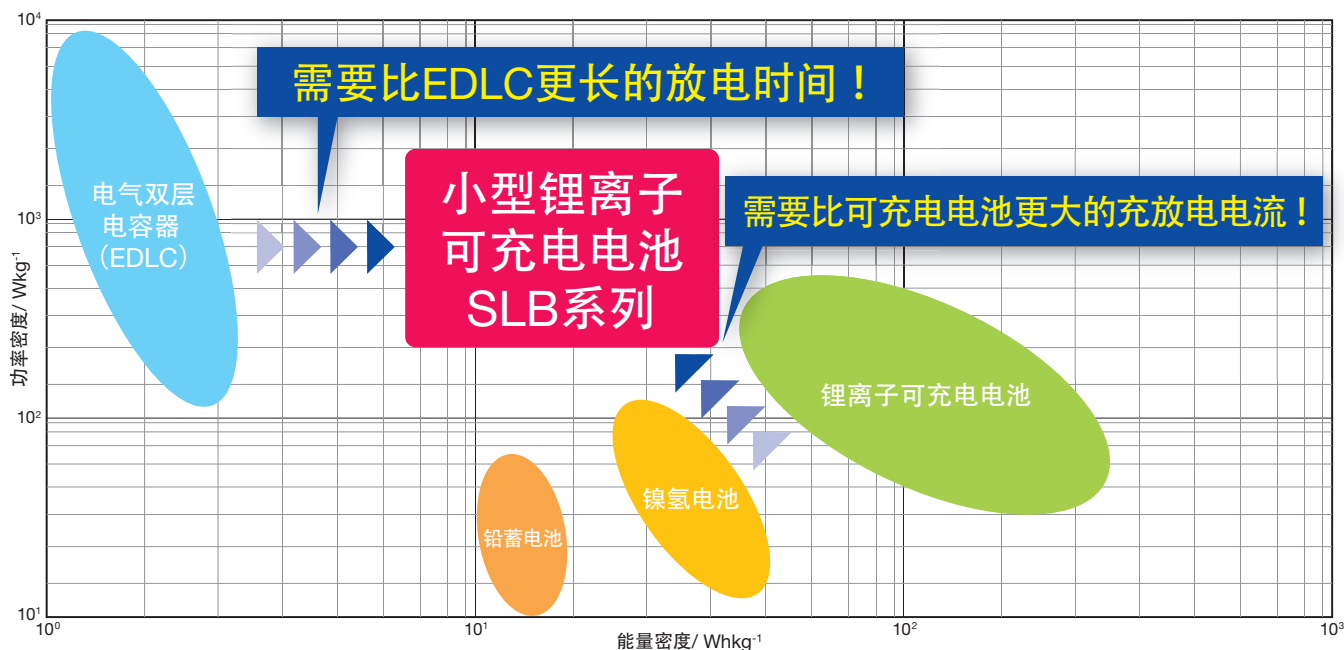 10⁴
需要比EDLC更长的放电时间！
小型锂离子
可充电电池
SLB系列
电气双层
电容器
（EDLC）
10³
需要比可充电电池更大的充放电电流！
功率密度/ Wkg⁻¹
锂离子可充电电池
10²
镍氢电池
铅蓄电池
10¹
10⁰
10¹
10²
10³
能量密度/ Whkg⁻¹